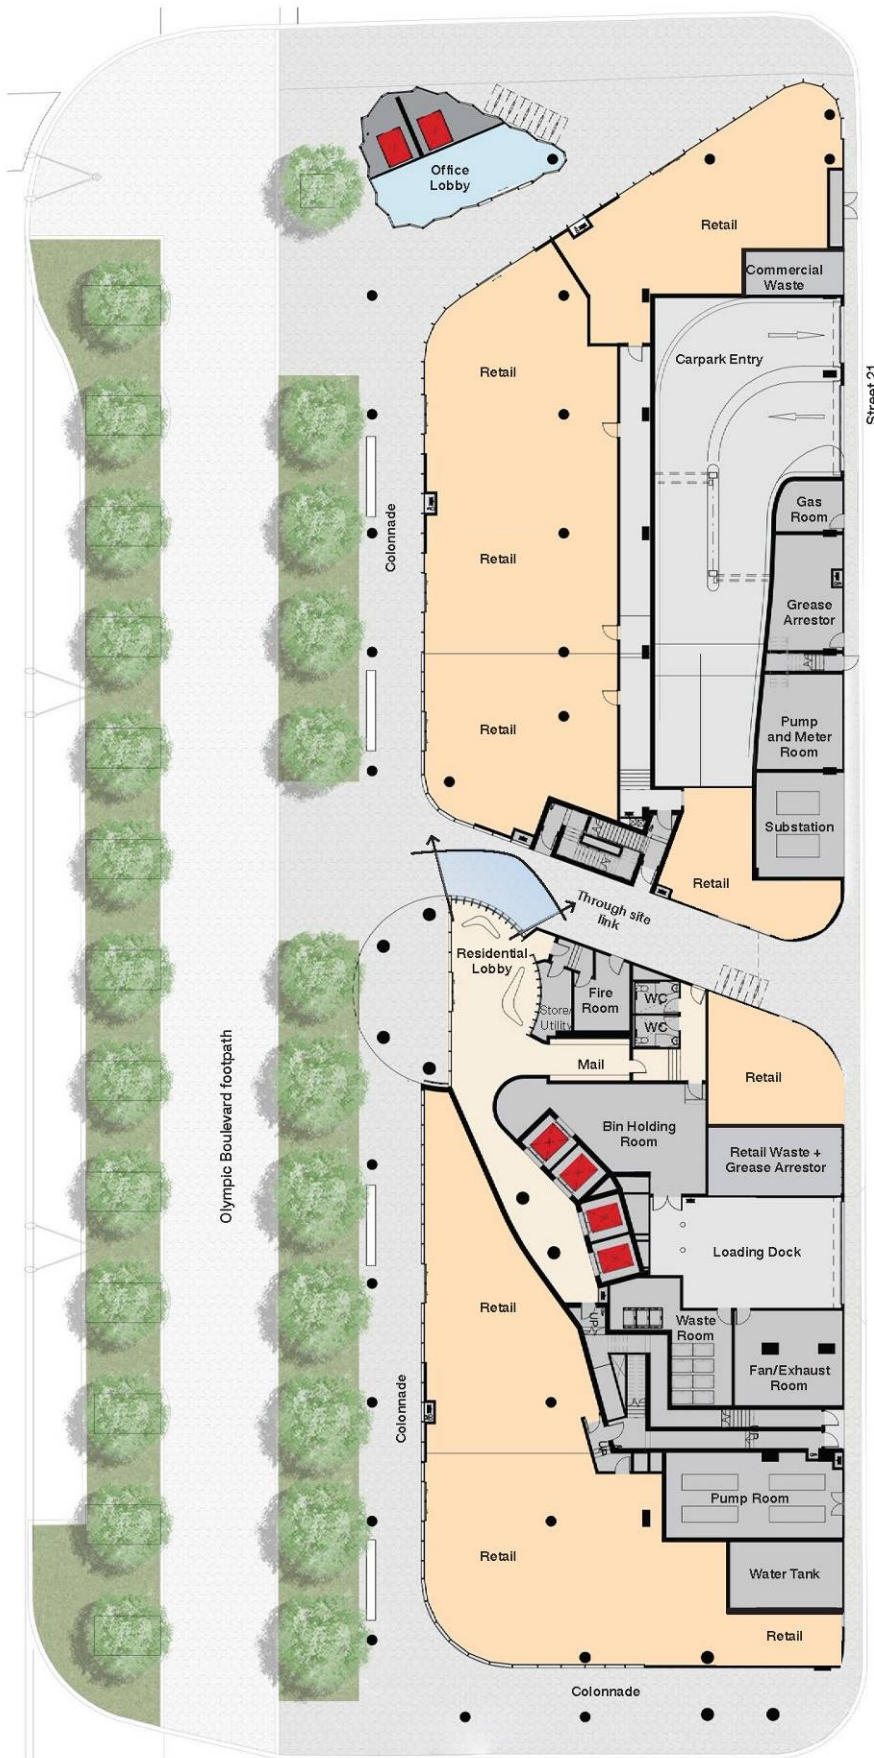 Office
Lobby
Retail
Commercial
Waste
Carpark Entry
Retail
Street 21
Gas
Room
Colonnade
Retail
Grease
Arrestor
Retail
Pump
and Meter
Room
Substation
Retail
Through site
link
Residential
Lobby
Store/
Utility
Fire
Room
WC
WC
Mail
Retail
Olympic Boulevard footpath
Bin Holding
Room
Retail Waste +
Grease Arrestor
Loading Dock
Retail
UP
Waste
Room
Fan/Exhaust
Room
Colonnade
UP
UP
Pump Room
Retail
Water Tank
Retail
Colonnade